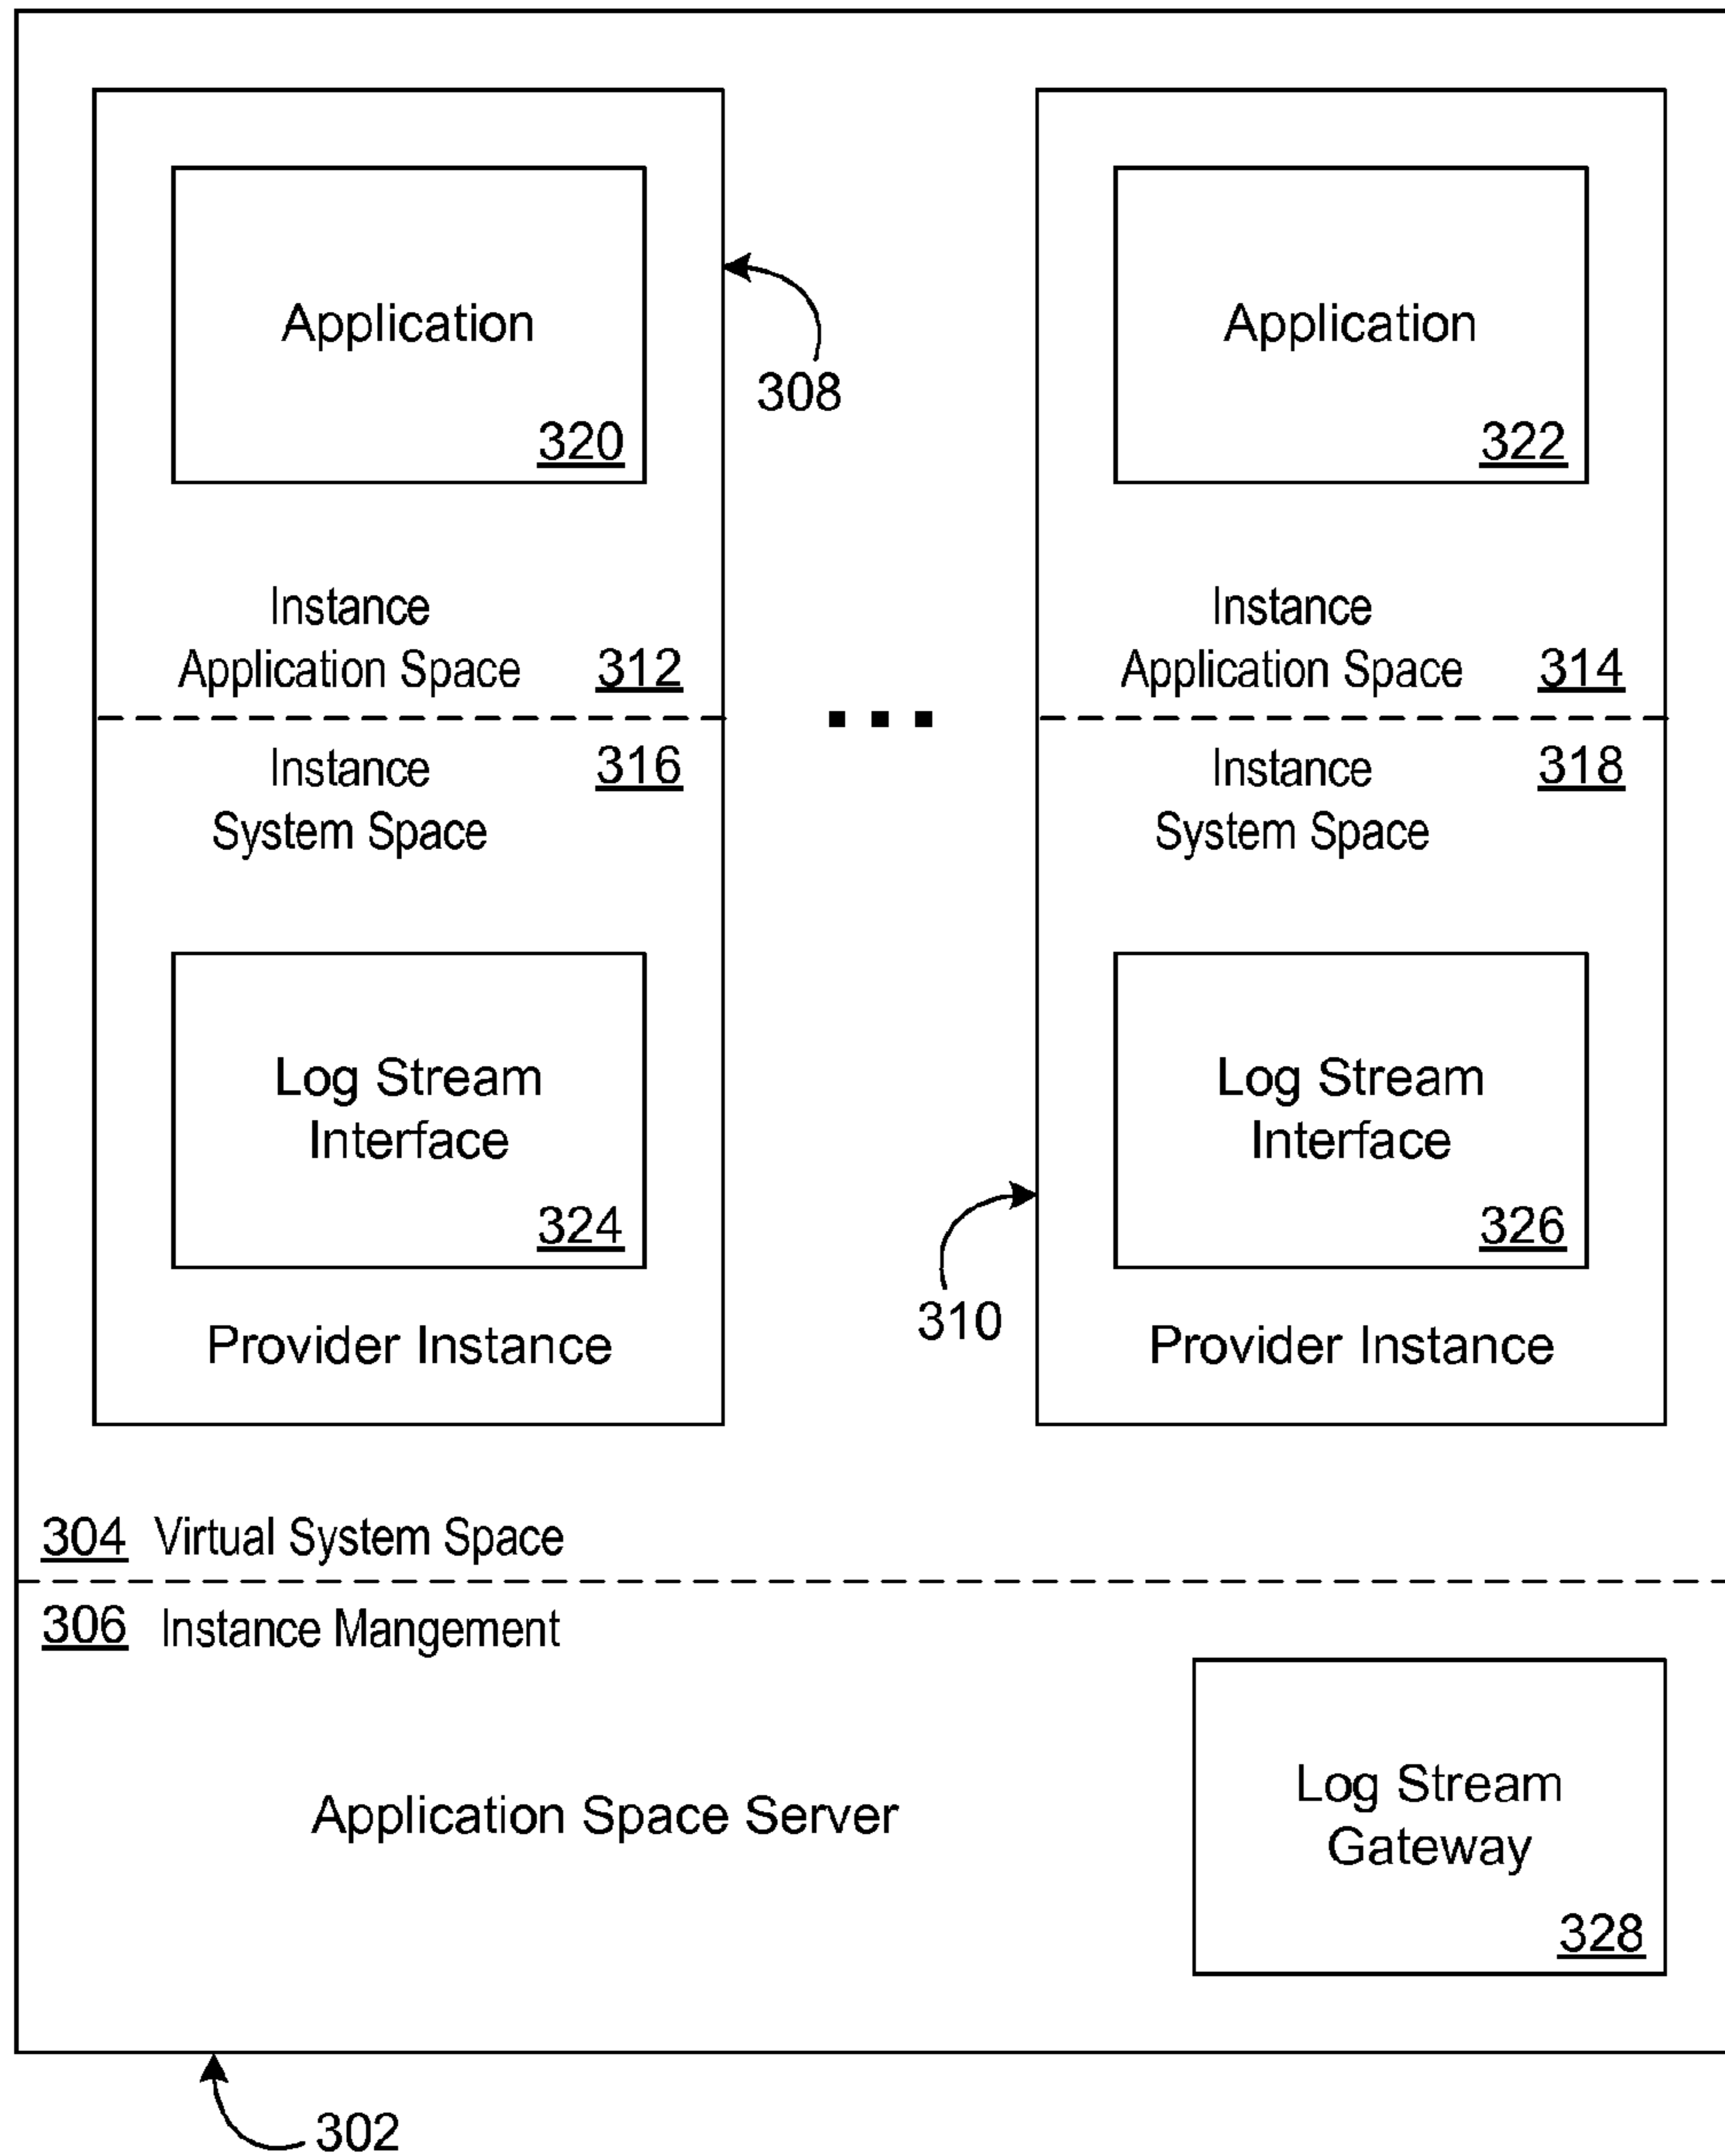 Application
320
308
Application
322
Instance
Application Space 312
Instance
Application Space 314
Instance 316
System Space
Instance 318
System Space
Log Stream
Interface
324
Provider Instance
Log Stream
Interface
326
310
Provider Instance
304 Virtual System Space
306 Instance Mangement
Application Space Server
Log Stream
Gateway
328
302